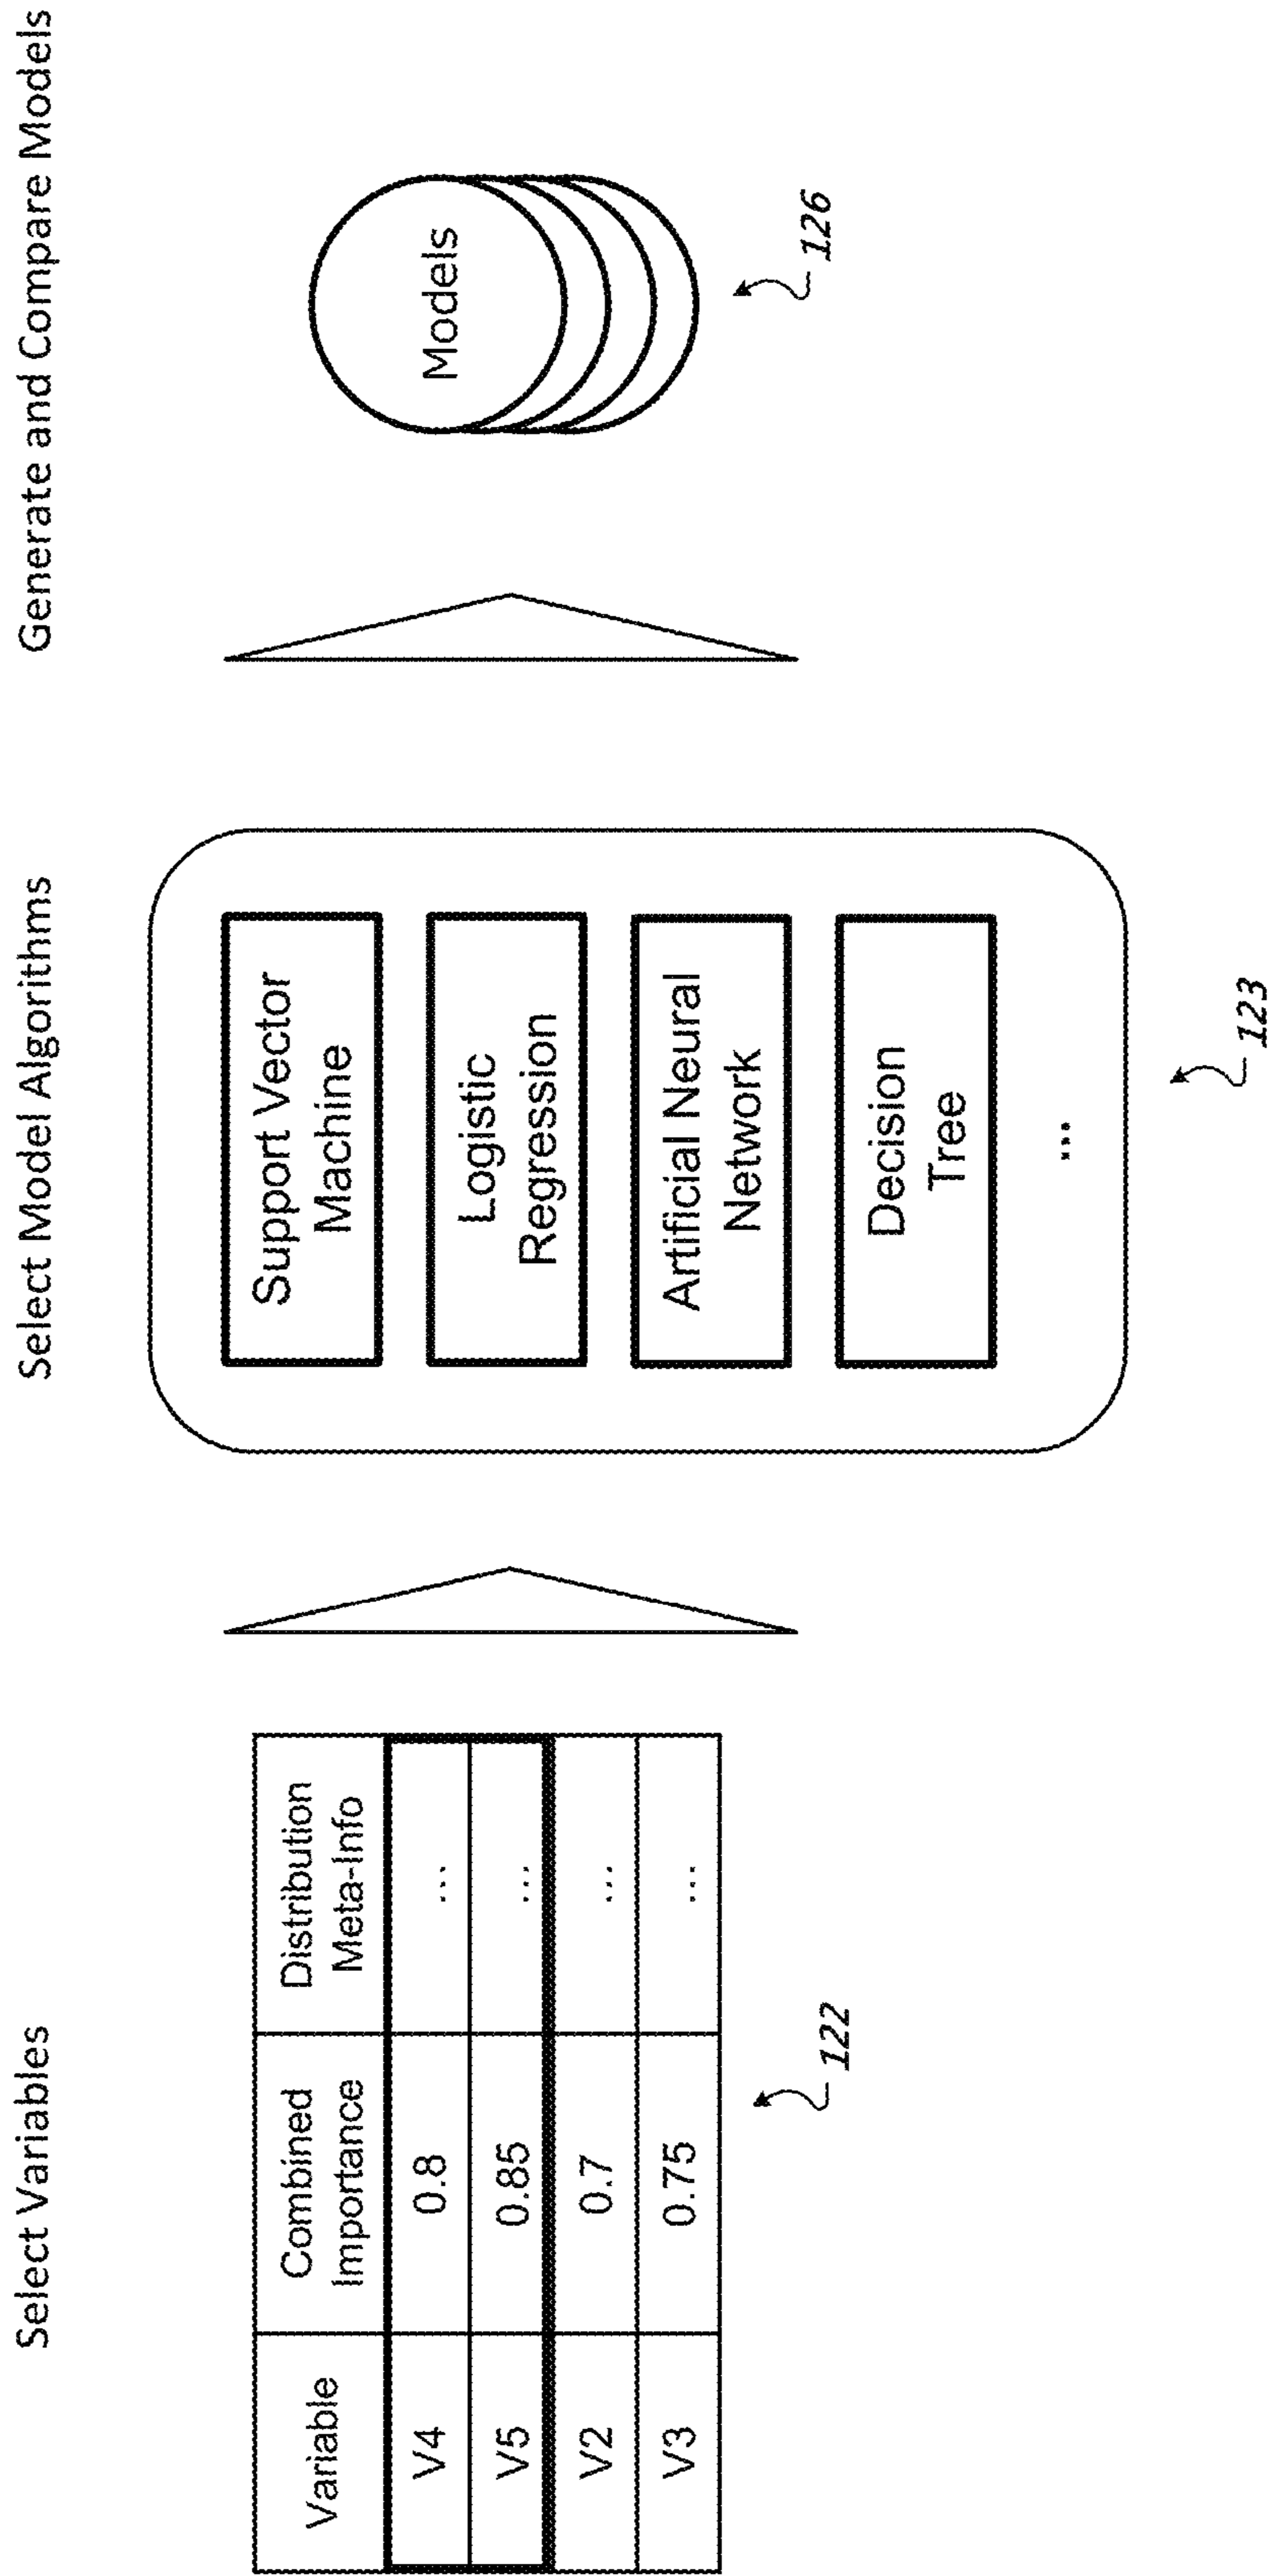 Select Variables
Variable
Combined
Importance
Distribution
Meta-Info
V4
0.8
...
V5
0.85
...
V2
0.7
...
V3
0.75
...
122
Select Model Algorithms
Support Vector
Machine
Logistic
Regression
Artificial Neural
Network
Decision
Tree
...
123
Generate and Compare Models
Models
126